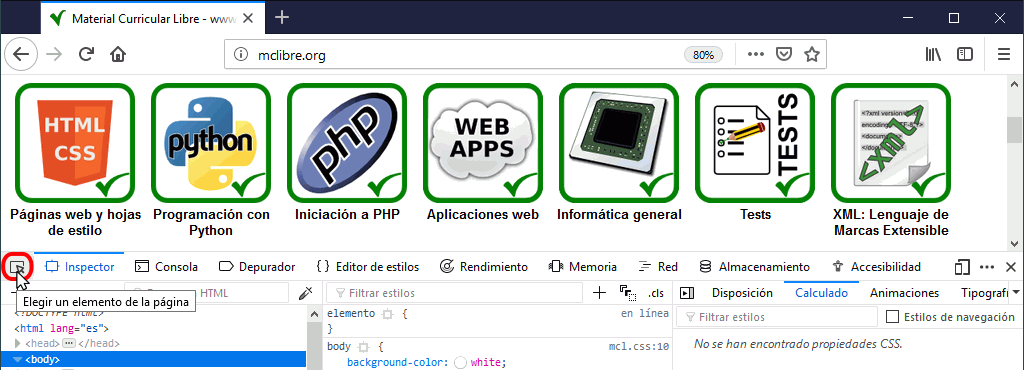 Material Curricular Libre - www
mclibre.org
80%
HTML
CSS
python
php
WEB
APPS
TESTS
<?xml version=
encoding=
<docume
<xml>
Páginas web y hojas
de estilo
Programación con
Python
Iniciación a PHP
Aplicaciones web
Informática general
Tests
XML: Lenguaje de
Marcas Extensible
Inspector
Consola
Depurador
{} Editor de estilos
Rendimiento
Memoria
Red
Almacenamiento
Accesibilidad
HTML
Elegir un elemento de la página
<!DOCTYPE html>
<html lang="es">
<head> </head>
<body>
Filtrar estilos
+ .cls
elemento { en línea
}
body { mcl.css:10
background-color: white;
Disposición
Calculado
Animaciones
Tipografí
Filtrar estilos
Estilos de navegación
No se han encontrado propiedades CSS.